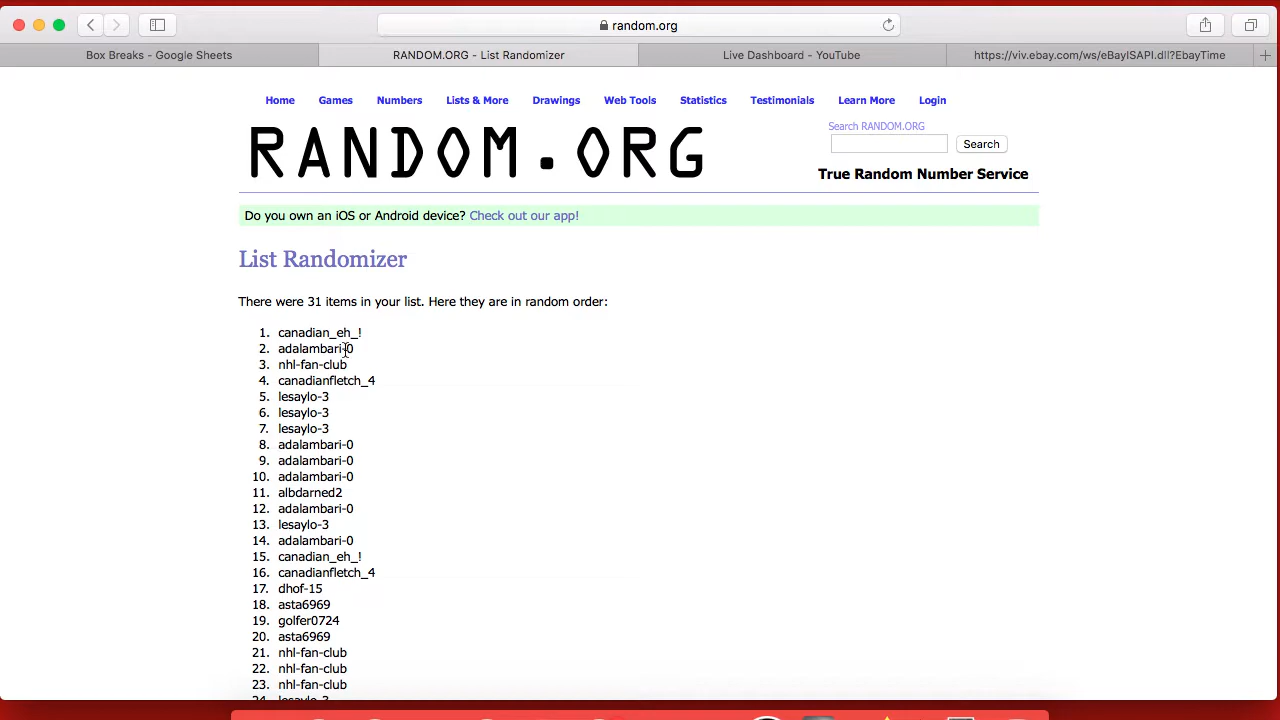 random.org
Box Breaks - Google Sheets
RANDOM.ORG - List Randomizer
Live Dashboard - YouTube
https://viv.ebay.com/ws/eBayISAPI.dll?EbayTime
Home Games Numbers Lists & More Drawings Web Tools Statistics Testimonials Learn More Login
RANDOM.ORG
Search RANDOM.ORG
Search
True Random Number Service
Do you own an iOS or Android device? Check out our app!
List Randomizer
There were 31 items in your list. Here they are in random order:
1. canadian_eh_!
2. adalambari-0
3. nhl-fan-club
4. canadianfletch_4
5. lesaylo-3
6. lesaylo-3
7. lesaylo-3
8. adalambari-0
9. adalambari-0
10. adalambari-0
11. albdarned2
12. adalambari-0
13. lesaylo-3
14. adalambari-0
15. canadian_eh_!
16. canadianfletch_4
17. dhof-15
18. asta6969
19. golfer0724
20. asta6969
21. nhl-fan-club
22. nhl-fan-club
23. nhl-fan-club
24. lesaylo-3